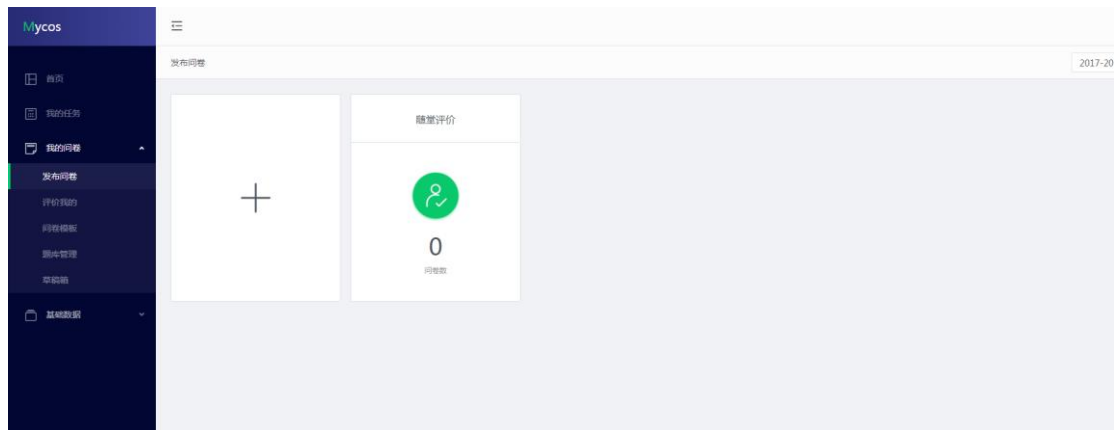 Mycos
发布问卷
2017-20
首页
我的任务
我的问卷
发布问卷
评价我的
问卷模板
题库管理
草稿箱
基础数据
随堂评价
0
问卷数